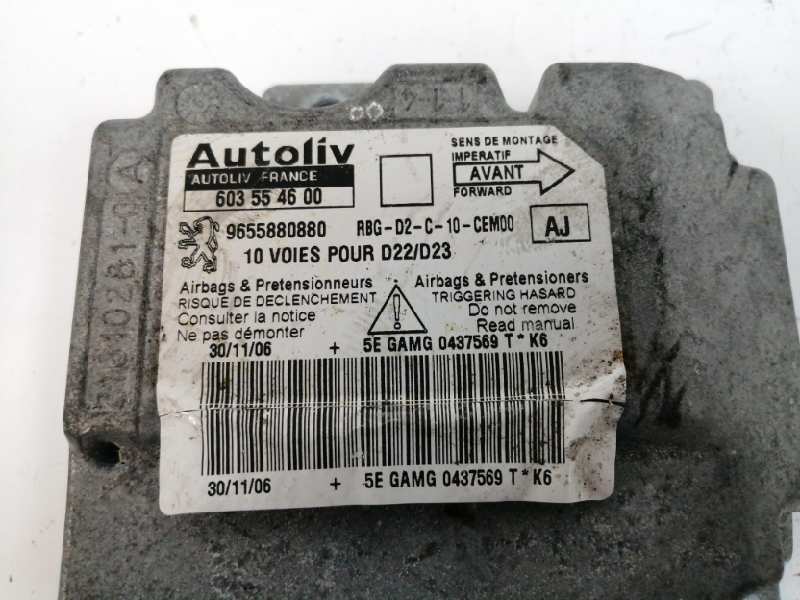 Autoliv
AUTOLIV FRANCE
603 55 46 00
SENS DE MONTAGE
IMPERATIF
AVANT
FORWARD
9655880880
RBG-D2-C-10-CEM00
AJ
10 VOIES POUR D22/D23
Airbags & Pretensionneurs
RISQUE DE DECLENCHEMENT
Consulter la notice
Ne pas démonter
Airbags & Pretensioners
TRIGGERING HASARD
Do not remove
Read manual
30/11/06 + 5E GAMG 0437569 T * K6
30/11/06 + 5E GAMG 0437569 T * K6